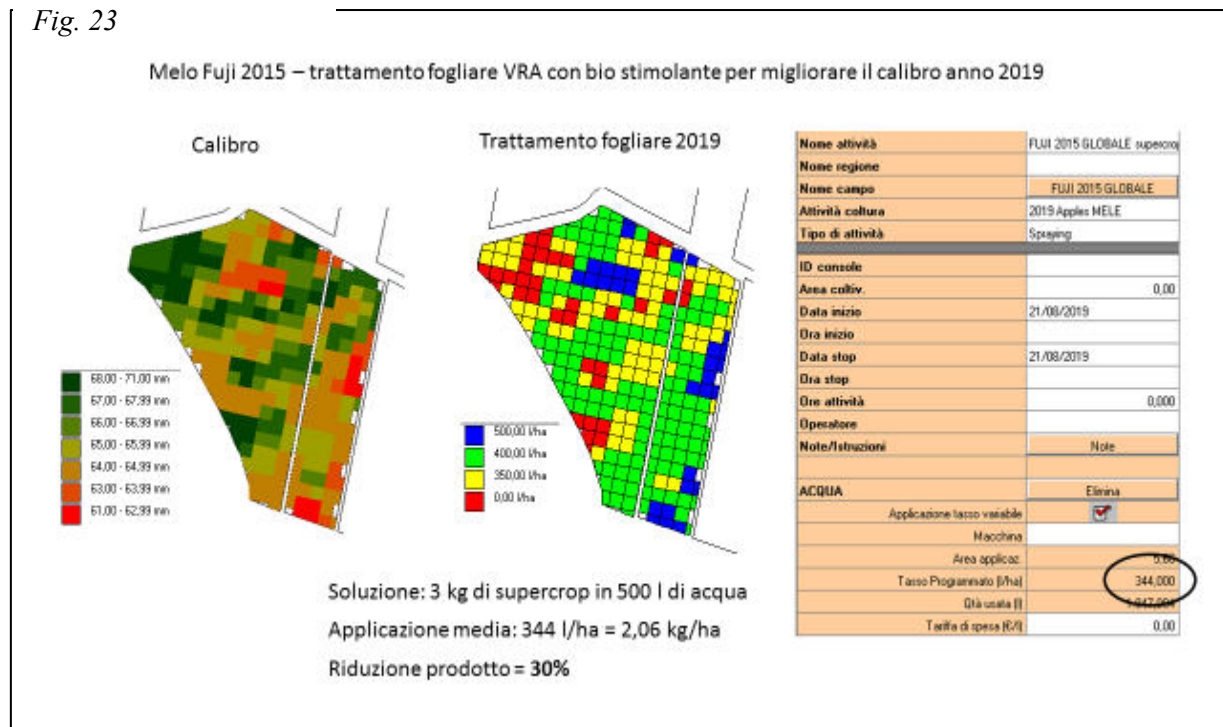 Fig. 23
Melo Fuji 2015 – trattamento fogliare VRA con bio stimolante per migliorare il calibro anno 2019
Calibro
68.00 - 71.00 mm
67.00 - 67.99 mm
66.00 - 66.99 mm
65.00 - 65.99 mm
64.00 - 64.99 mm
63.00 - 63.99 mm
61.00 - 62.99 mm
Trattamento fogliare 2019
500,00 l/ha
400,00 l/ha
350,00 l/ha
0,00 l/ha
Soluzione: 3 kg di supercrop in 500 l di acqua
Applicazione media: 344 l/ha = 2,06 kg/ha
Riduzione prodotto = 30%
Nome attività FUJI 2015 GLOBALE supercrop
Nome regione
Nome campo FUJI 2015 GLOBALE
Attività coltura 2019 Apples MELE
Tipo di attività Spraying
ID console
Area coltiv. 0,00
Data inizio 21/08/2019
Ora inizio
Data stop 21/08/2019
Ora stop
Ore attività 0,000
Operatore
Note/Istruzioni Note
ACQUA Elimina
Applicazione tasso variabile
Macchina
Area applicaz.
Tasso Programmato (l/ha) 344,000
Qtà usata (l)
Tariffa di spesa (€/l) 0,00